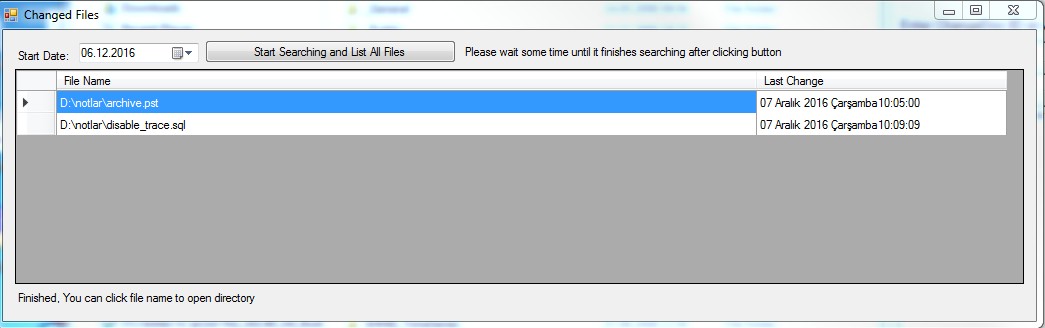 Changed Files
Start Date: 06.12.2016 Start Searching and List All Files Please wait some time until it finishes searching after clicking button
File Name Last Change
D:\notlar\archive.pst 07 Aralık 2016 Çarşamba10:05:00
D:\notlar\disable_trace.sql 07 Aralık 2016 Çarşamba10:09:09
Finished, You can click file name to open directory